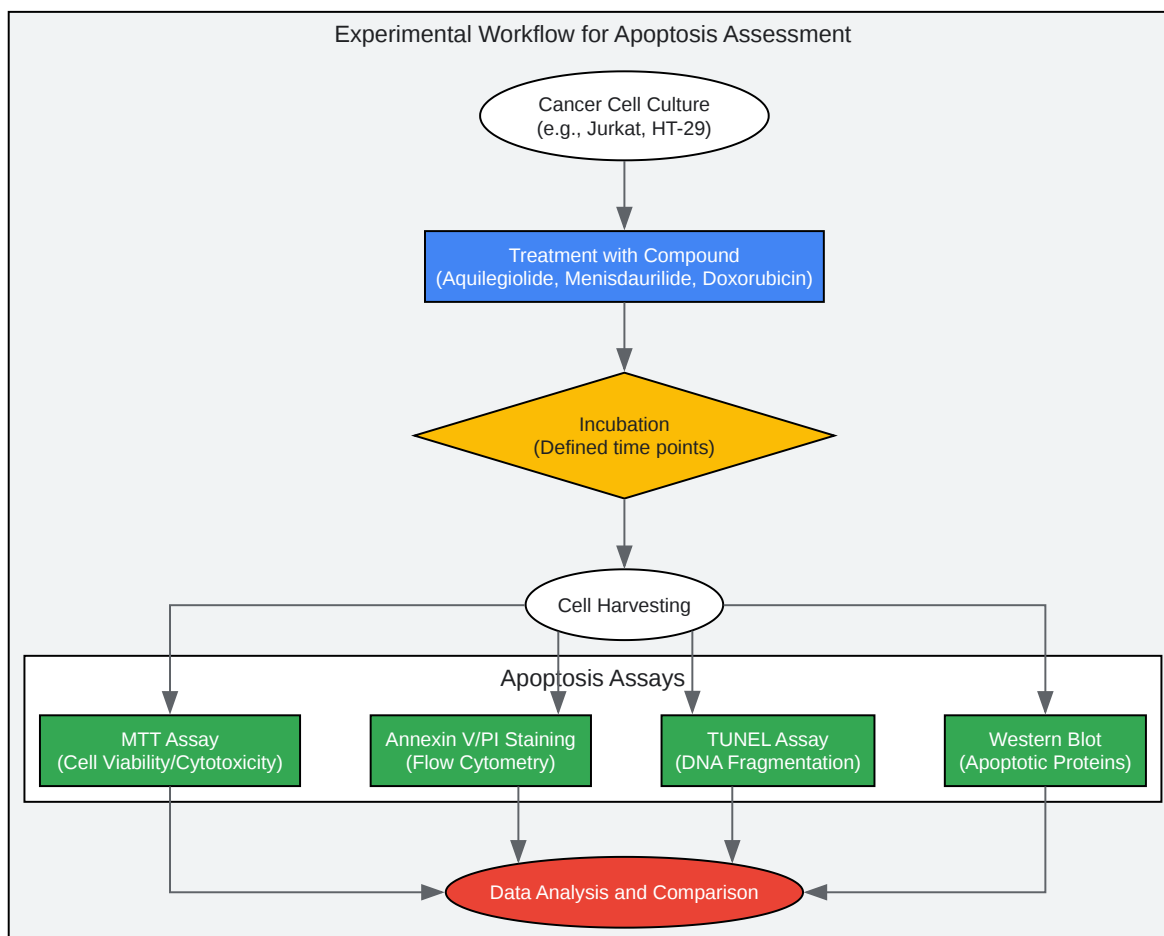 Experimental Workflow for Apoptosis Assessment
Cancer Cell Culture
(e.g., Jurkat, HT-29)
Treatment with Compound
(Aquilegiolide, Menisdaurilide, Doxorubicin)
Incubation
(Defined time points)
Cell Harvesting
Apoptosis Assays
MTT Assay
(Cell Viability/Cytotoxicity)
Annexin V/PI Staining
(Flow Cytometry)
TUNEL Assay
(DNA Fragmentation)
Western Blot
(Apoptotic Proteins)
Data Analysis and Comparison